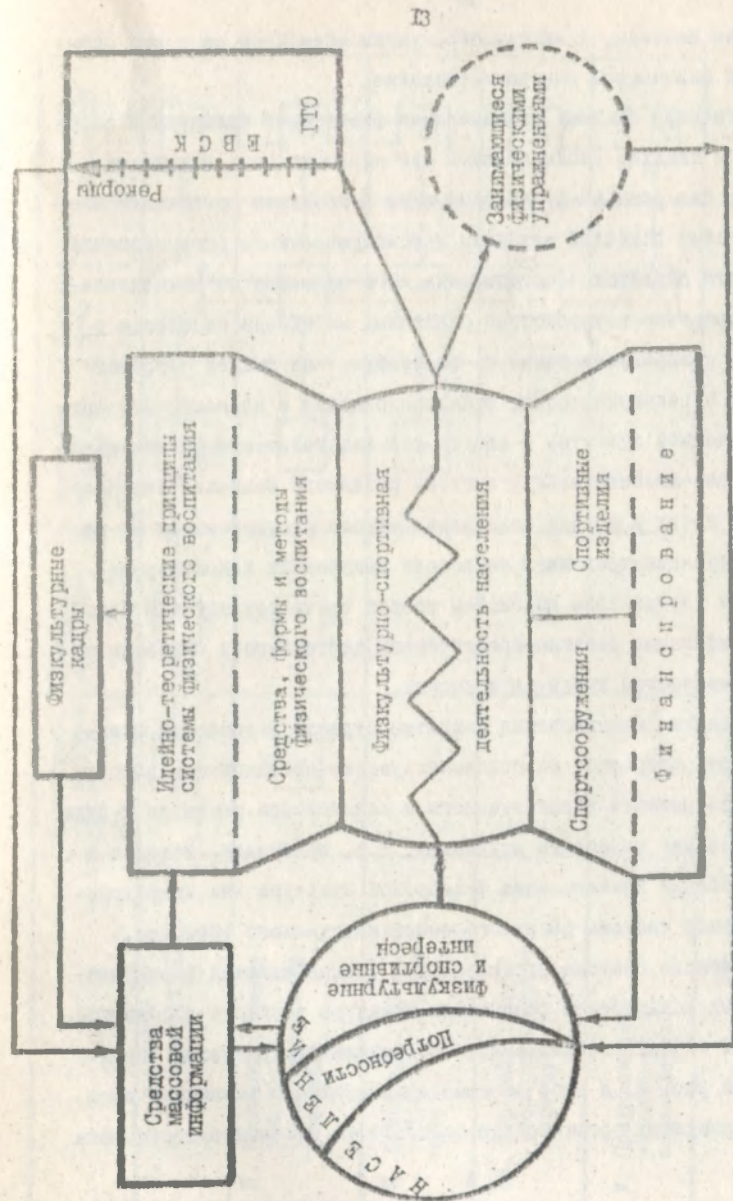 13
Средства
массовой
информации
Физкультурные
кадры
Рекорды
ЕВСК
ГТО
Идейно-теоретические принципы
системы физического воспитания
Средства, формы и методы
физического воспитания
НАСЕЛЕНИЕ
Потребности
Физкультурные
и спортивные
интересы
Физкультурно-спортивная
деятельность населения
Занимающиеся
физическими
упражнениями
Спортсооружения
Спортивные
изделия
Финансирование